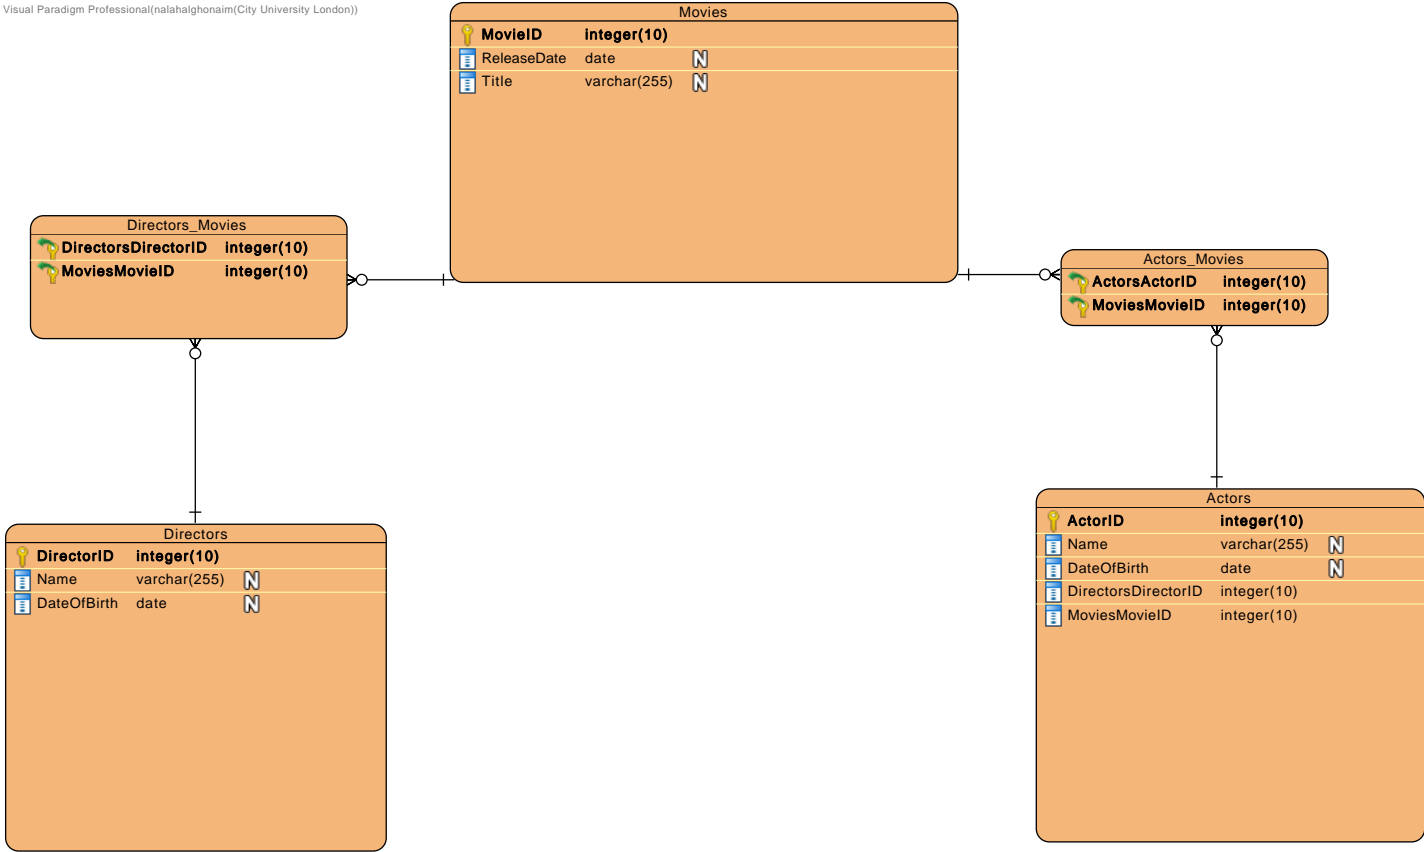 Visual Paradigm Professional(nalahalghonaim(City University London))
Movies
MovieID integer(10)
ReleaseDate date N
Title varchar(255) N
Directors_Movies
DirectorsDirectorID integer(10)
MoviesMovieID integer(10)
Actors_Movies
ActorsActorID integer(10)
MoviesMovieID integer(10)
Directors
DirectorID integer(10)
Name varchar(255) N
DateOfBirth date N
Actors
ActorID integer(10)
Name varchar(255) N
DateOfBirth date N
DirectorsDirectorID integer(10)
MoviesMovieID integer(10)